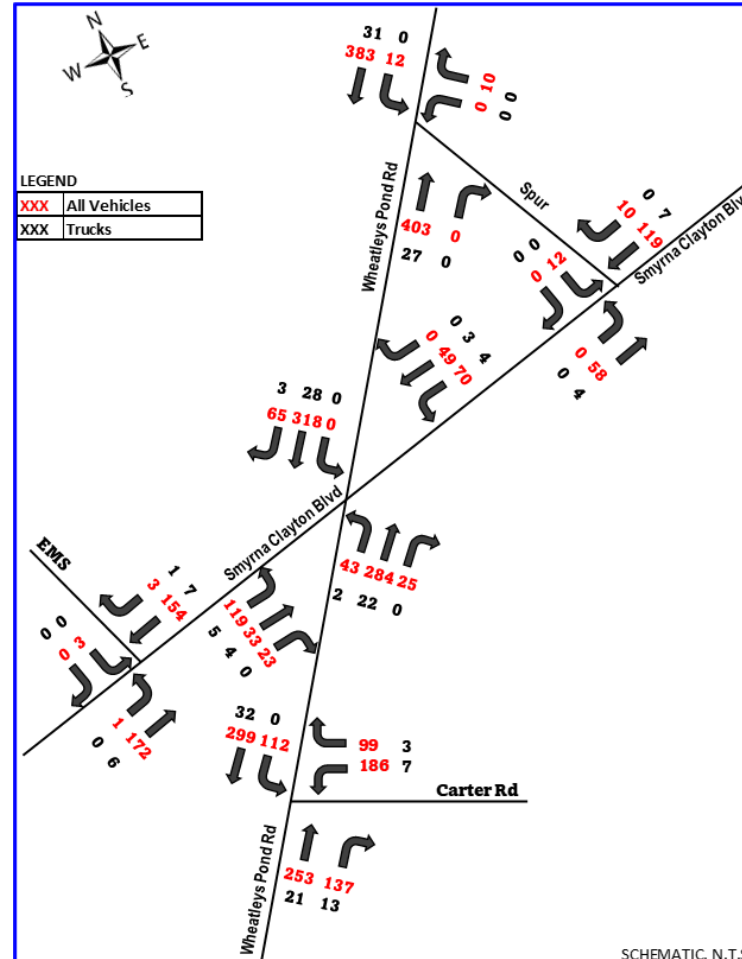 N
E
W
S
31 0
383 12
10
0
0
0
LEGEND
XXX All Vehicles
XXX Trucks
Wheatleys Pond Rd
Spur
403 0
27 0
0 7
10 119
Smyrna Clayton Blv
0 0
0 12
0 58
0 4
0 3 4
0 49 70
3 28 0
65 318 0
Smyrna Clayton Blvd
43 284 25
2 22 0
EMS
1 7
3 154
0 0
0 3
1 172
0 6
119 33 23
5 4 0
32 0
299 112
99 3
186 7
Carter Rd
Wheatleys Pond Rd
253 137
21 13
SCHEMATIC, N.T.S